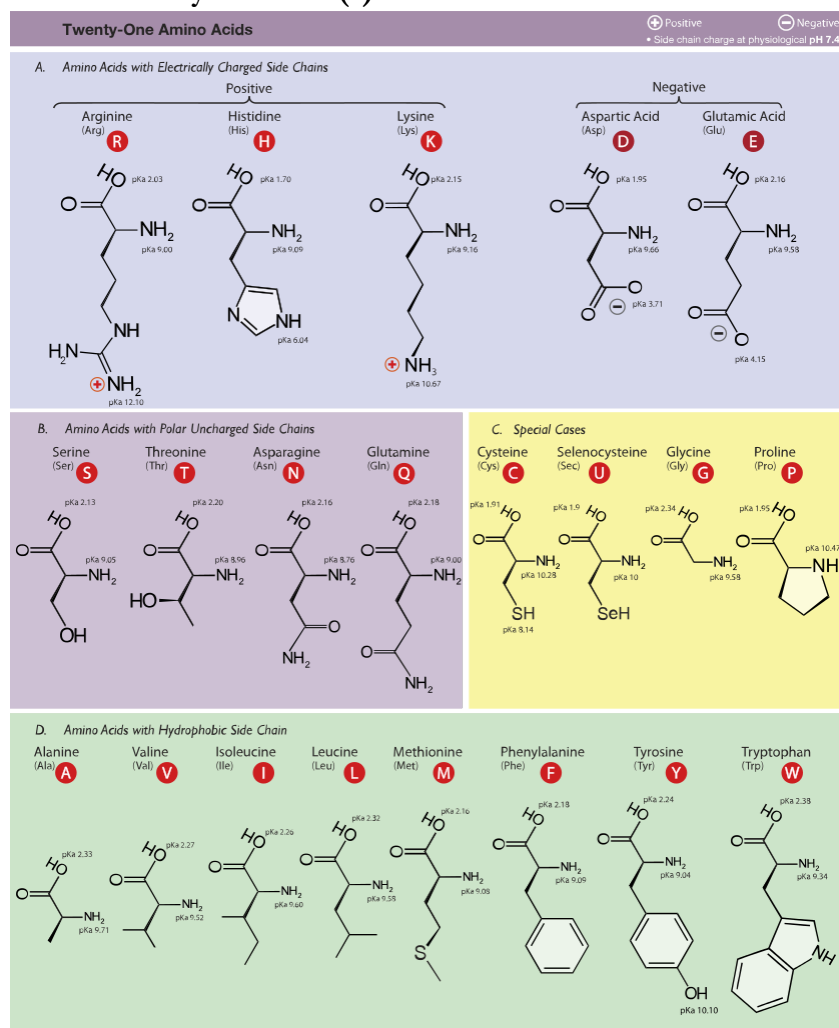 Twenty-One Amino Acids
⊕ Positive ⊖ Negative
• Side chain charge at physiological pH 7.4
A. Amino Acids with Electrically Charged Side Chains
Positive
Negative
Arginine
(Arg) R
Histidine
(His) H
Lysine
(Lys) K
Aspartic Acid
(Asp) D
Glutamic Acid
(Glu) E
HO pKa 2.03
O
NH2
pKa 9.00
NH
H2N
⊕ NH2
pKa 12.10
HO pKa 1.70
O
NH2
pKa 9.09
N
NH
pKa 6.04
HO pKa 2.15
O
NH2
pKa 9.16
⊕ NH3
pKa 10.67
HO pKa 1.95
O
NH2
pKa 9.66
O
O
⊖ pKa 3.71
HO pKa 2.16
O
NH2
pKa 9.58
O
⊖ O
pKa 4.15
B. Amino Acids with Polar Uncharged Side Chains
Serine
(Ser) S
Threonine
(Thr) T
Asparagine
(Asn) N
Glutamine
(Gln) Q
pKa 2.13
HO
O
pKa 9.05
NH2
OH
pKa 2.20
HO
O
pKa 8.96
NH2
HO
pKa 2.16
HO
O
pKa 8.76
NH2
O
NH2
pKa 2.18
HO
O
pKa 9.00
NH2
O
NH2
C. Special Cases
Cysteine
(Cys) C
Selenocysteine
(Sec) U
Glycine
(Gly) G
Proline
(Pro) P
pKa 1.91
HO
O
NH2
pKa 10.28
SH
pKa 8.14
pKa 1.9
HO
O
NH2
pKa 10
SeH
pKa 2.34
HO
O
NH2
pKa 9.58
pKa 1.95
HO
O
pKa 10.47
NH
D. Amino Acids with Hydrophobic Side Chain
Alanine
(Ala) A
Valine
(Val) V
Isoleucine
(Ile) I
Leucine
(Leu) L
Methionine
(Met) M
Phenylalanine
(Phe) F
Tyrosine
(Tyr) Y
Tryptophan
(Trp) W
pKa 2.33
HO
O
NH2
pKa 9.71
pKa 2.27
HO
O
NH2
pKa 9.52
pKa 2.26
HO
O
NH2
pKa 9.60
pKa 2.32
HO
O
NH2
pKa 9.58
pKa 2.16
HO
O
NH2
pKa 9.08
S
pKa 2.18
HO
O
NH2
pKa 9.09
pKa 2.24
HO
O
NH2
pKa 9.04
OH
pKa 10.10
pKa 2.38
HO
O
NH2
pKa 9.34
NH